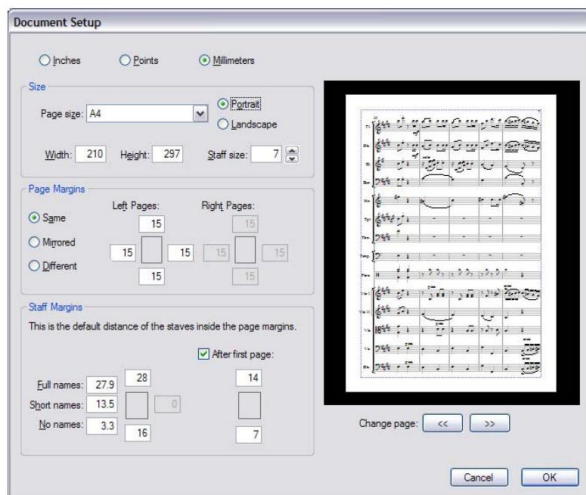 Document Setup
Inches Points Millimeters
Size
Page size: A4
Portrait
Landscape
Width: 210 Height: 297 Staff size: 7
Page Margins
Left Pages: Right Pages:
Same
Mirrored
Different
15 15
15 15 15 15
15 15
Staff Margins
This is the default distance of the staves inside the page margins.
After first page:
28 14
Full names: 27.9
Short names: 13.5 0
No names: 3.3
16 7
Change page: << >>
Cancel OK